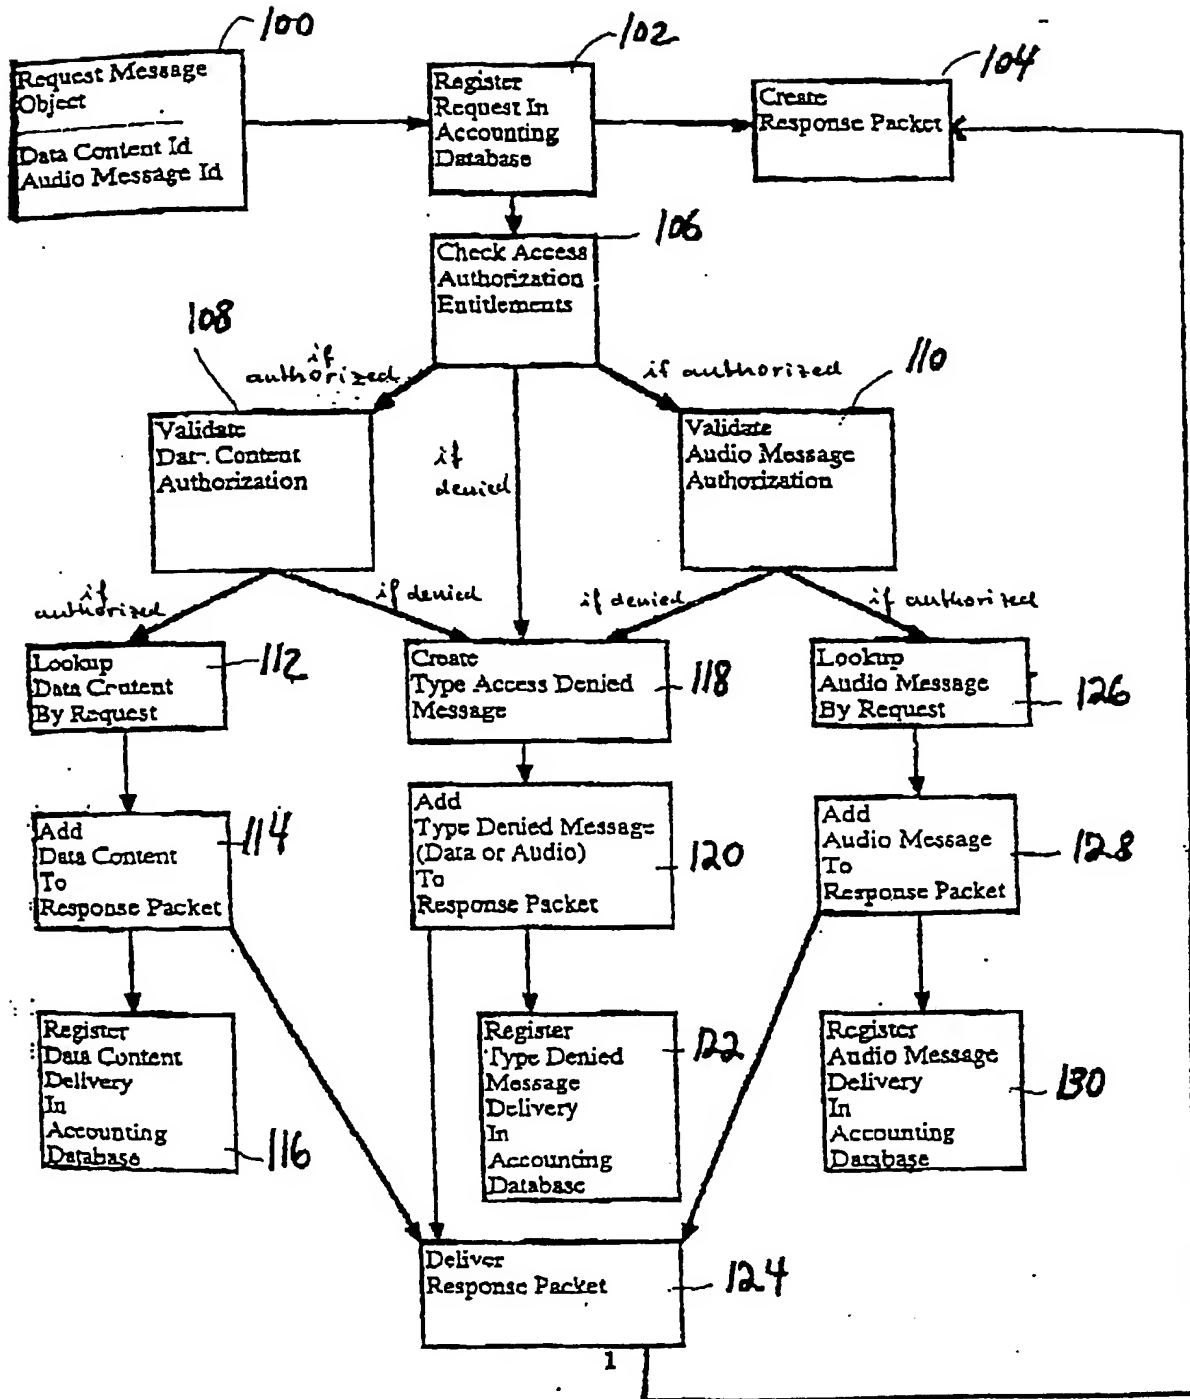 100
Request Message
Object
Data Content Id
Audio Message Id
102
Register
Request In
Accounting
Database
104
Create
Response Packet
106
Check Access
Authorization
Entitlements
108
if
authorized
if
denied
if authorized
110
Validate
Dar. Content
Authorization
Validate
Audio Message
Authorization
if
authorized
if denied
if denied
if authorized
Lookup
Data Crutent
By Request
112
Create
Type Access Denied
Message
118
Lookup
Audio Message
By Request
126
Add
Data Content
To
Response Packet
114
Add
Type Denied Message
(Data or Audio)
To
Response Packet
120
Add
Audio Message
To
Response Packet
128
Register
Data Content
Delivery
In
Accounting
Database
116
Register
Type Denied
Message
Delivery
In
Accounting
Database
122
Register
Audio Message
Delivery
In
Accounting
Database
130
Deliver
Response Packet
124
1